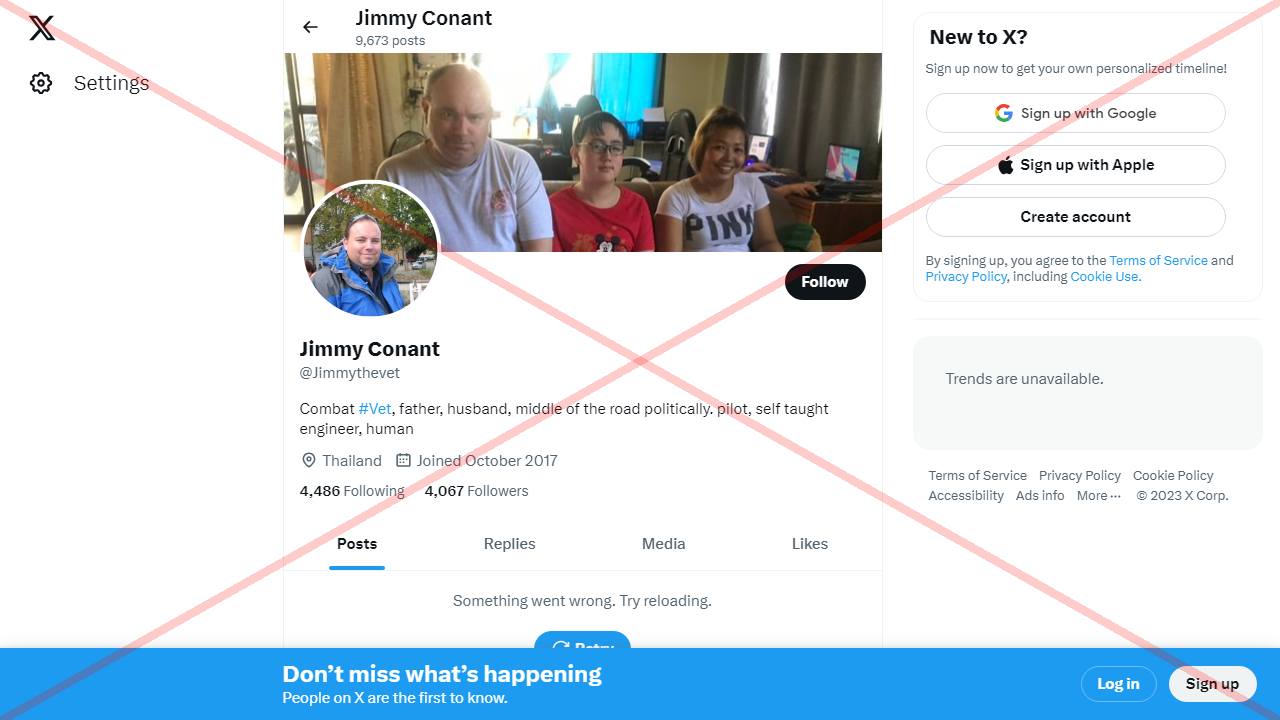 Settings
Jimmy Conant
9,673 posts
PINK
Follow
Jimmy Conant
@Jimmythevet
Combat #Vet, father, husband, middle of the road politically. pilot, self taught
engineer, human
Thailand Joined October 2017
4,486 Following 4,067 Followers
Posts Replies Media Likes
Something went wrong. Try reloading.
Retry
New to X?
Sign up now to get your own personalized timeline!
Sign up with Google
Sign up with Apple
Create account
By signing up, you agree to the Terms of Service and
Privacy Policy, including Cookie Use.
Trends are unavailable.
Terms of Service Privacy Policy Cookie Policy
Accessibility Ads info More ··· © 2023 X Corp.
Don’t miss what’s happening
People on X are the first to know.
Log in Sign up